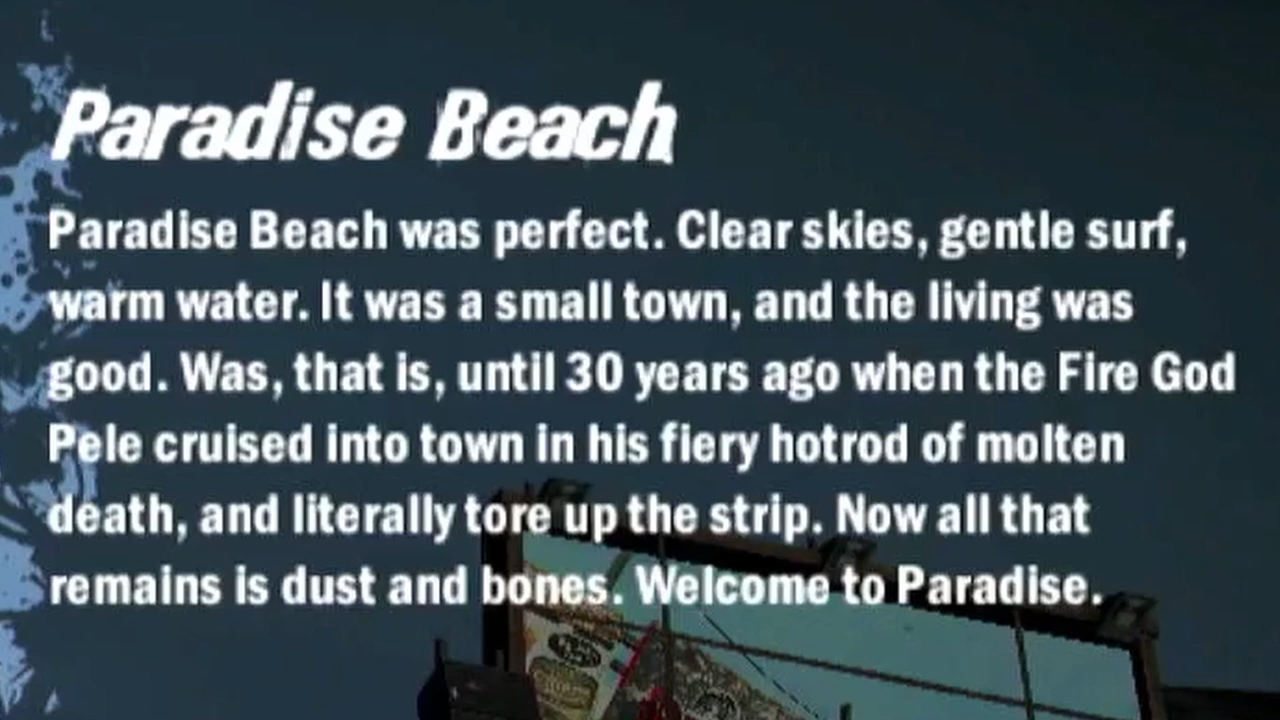 Paradise Beach
Paradise Beach was perfect. Clear skies, gentle surf,
warm water. It was a small town, and the living was
good. Was, that is, until 30 years ago when the Fire God
Pele cruised into town in his fiery hotrod of molten
death, and literally tore up the strip. Now all that
remains is dust and bones. Welcome to Paradise.